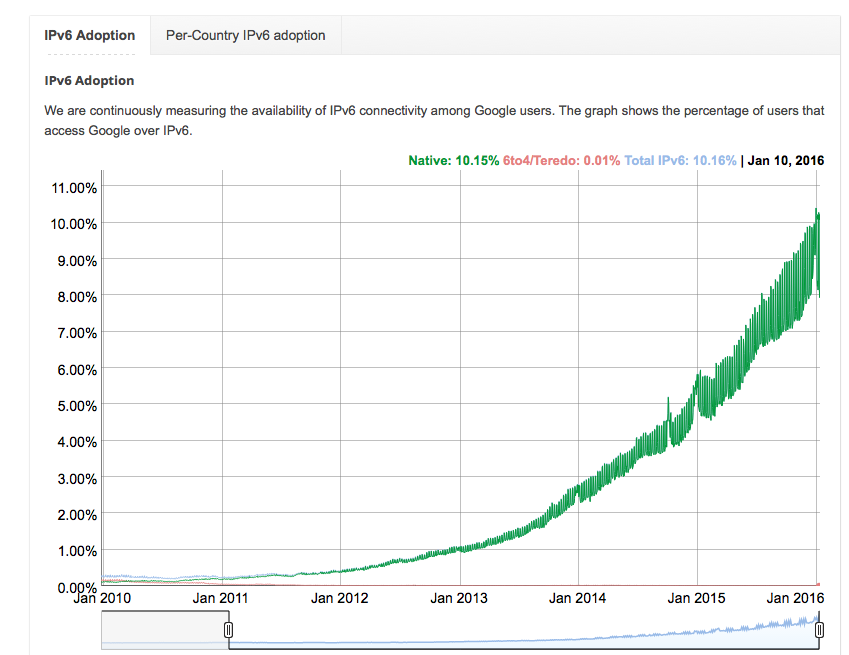 IPv6 Adoption
Per-Country IPv6 adoption
IPv6 Adoption
We are continuously measuring the availability of IPv6 connectivity among Google users. The graph shows the percentage of users that
access Google over IPv6.
Native: 10.15% 6to4/Teredo: 0.01% Total IPv6: 10.16% | Jan 10, 2016
11.00%
10.00%
9.00%
8.00%
7.00%
6.00%
5.00%
4.00%
3.00%
2.00%
1.00%
0.00%
Jan 2010 Jan 2011 Jan 2012 Jan 2013 Jan 2014 Jan 2015 Jan 2016